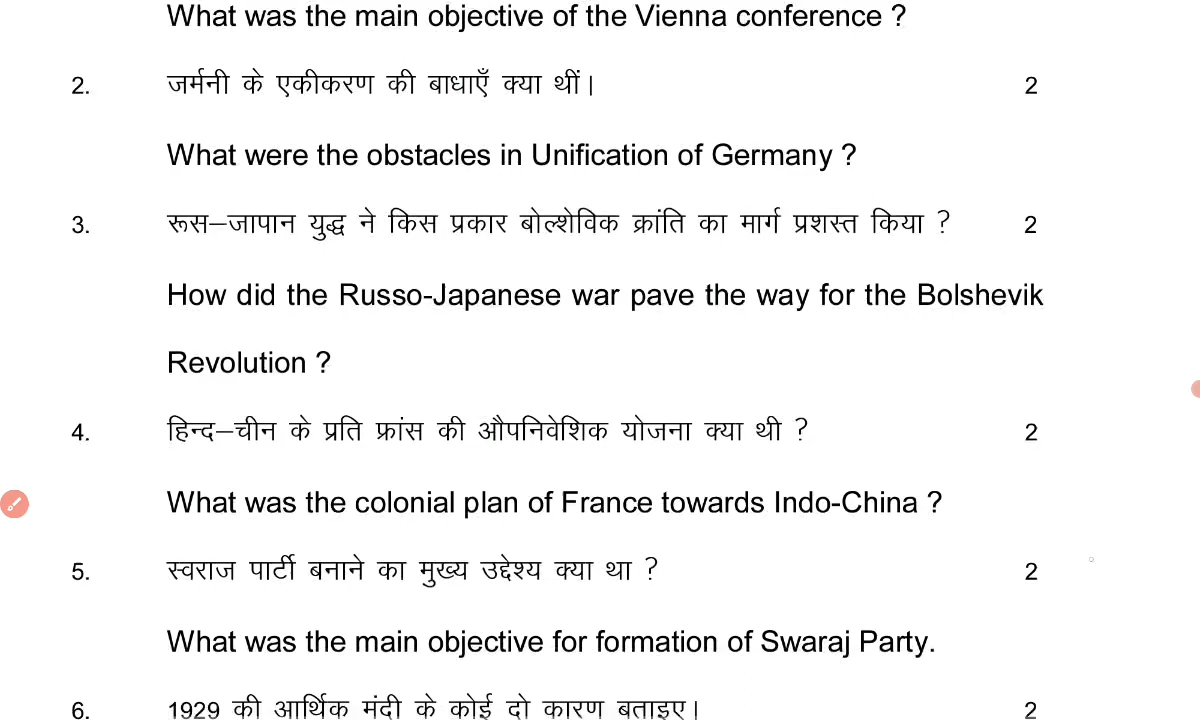 What was the main objective of the Vienna conference ?
2. जर्मनी के एकीकरण की बाधाएँ क्या थीं। 2
What were the obstacles in Unification of Germany ?
3. रूस–जापान युद्ध ने किस प्रकार बोल्शेविक क्रांति का मार्ग प्रशस्त किया ? 2
How did the Russo-Japanese war pave the way for the Bolshevik
Revolution ?
4. हिन्द–चीन के प्रति फ्रांस की औपनिवेशिक योजना क्या थी ? 2
What was the colonial plan of France towards Indo-China ?
5. स्वराज पार्टी बनाने का मुख्य उद्देश्य क्या था ? 2
What was the main objective for formation of Swaraj Party.
6. 1929 की आर्थिक मंदी के कोई दो कारण बताइए। 2